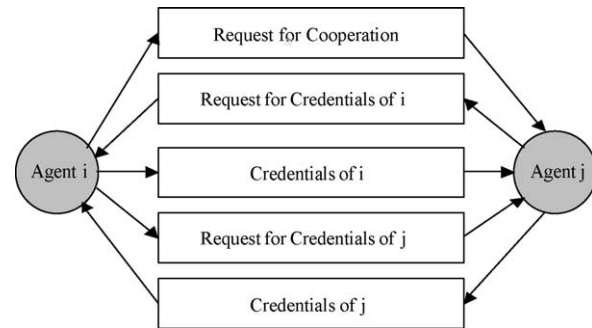 Request for Cooperation
Request for Credentials of i
Agent i
Credentials of i
Agent j
Request for Credentials of j
Credentials of j